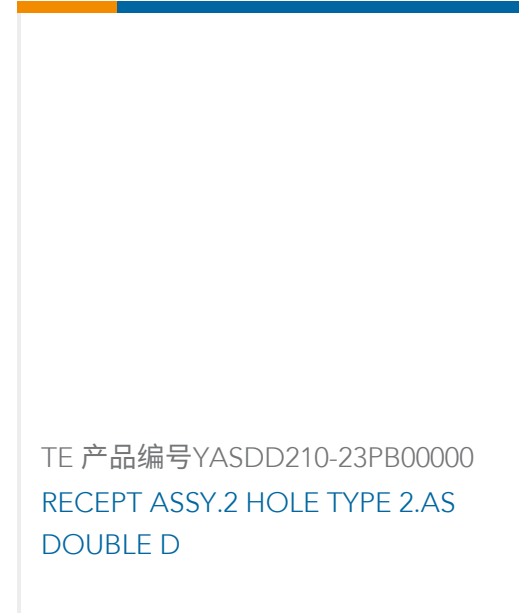 TE 产品编号YASDD210-23PB00000
RECEPT ASSY.2 HOLE TYPE 2.AS
DOUBLE D